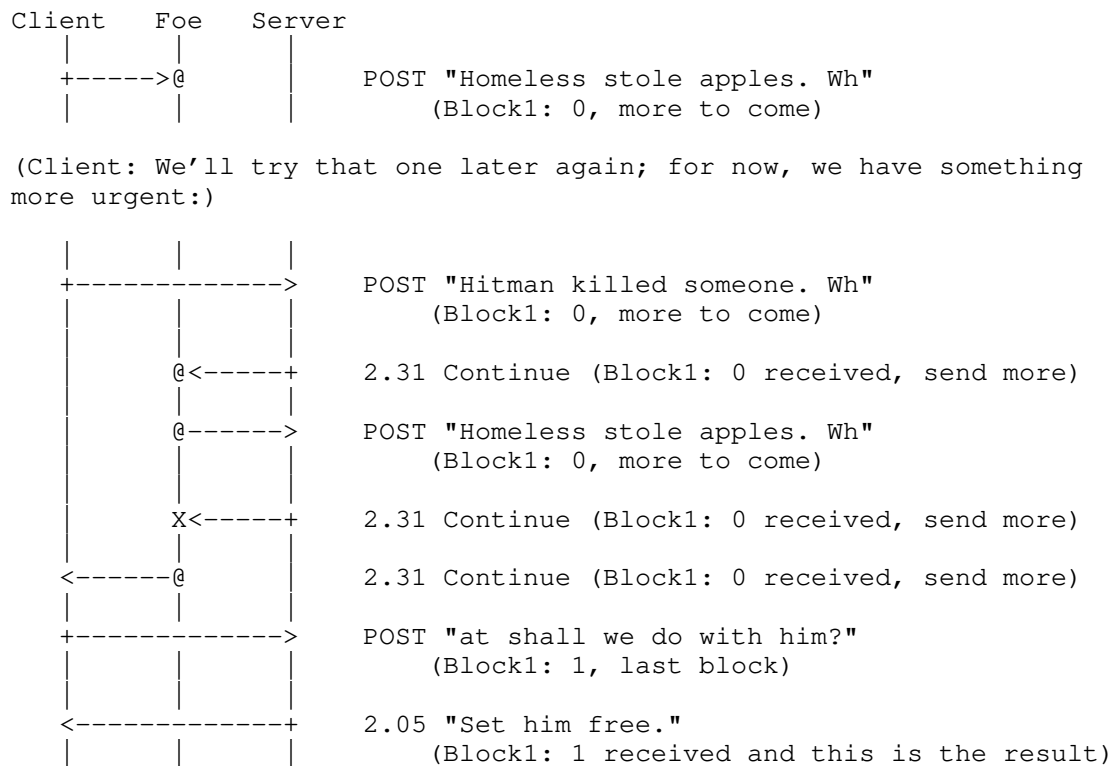 Client Foe Server
POST "Homeless stole apples. Wh"
(Block1: 0, more to come)
(Client: We'll try that one later again; for now, we have something
more urgent:)
POST "Hitman killed someone. Wh"
(Block1: 0, more to come)
2.31 Continue (Block1: 0 received, send more)
POST "Homeless stole apples. Wh"
(Block1: 0, more to come)
2.31 Continue (Block1: 0 received, send more)
2.31 Continue (Block1: 0 received, send more)
POST "at shall we do with him?"
(Block1: 1, last block)
2.05 "Set him free."
(Block1: 1 received and this is the result)